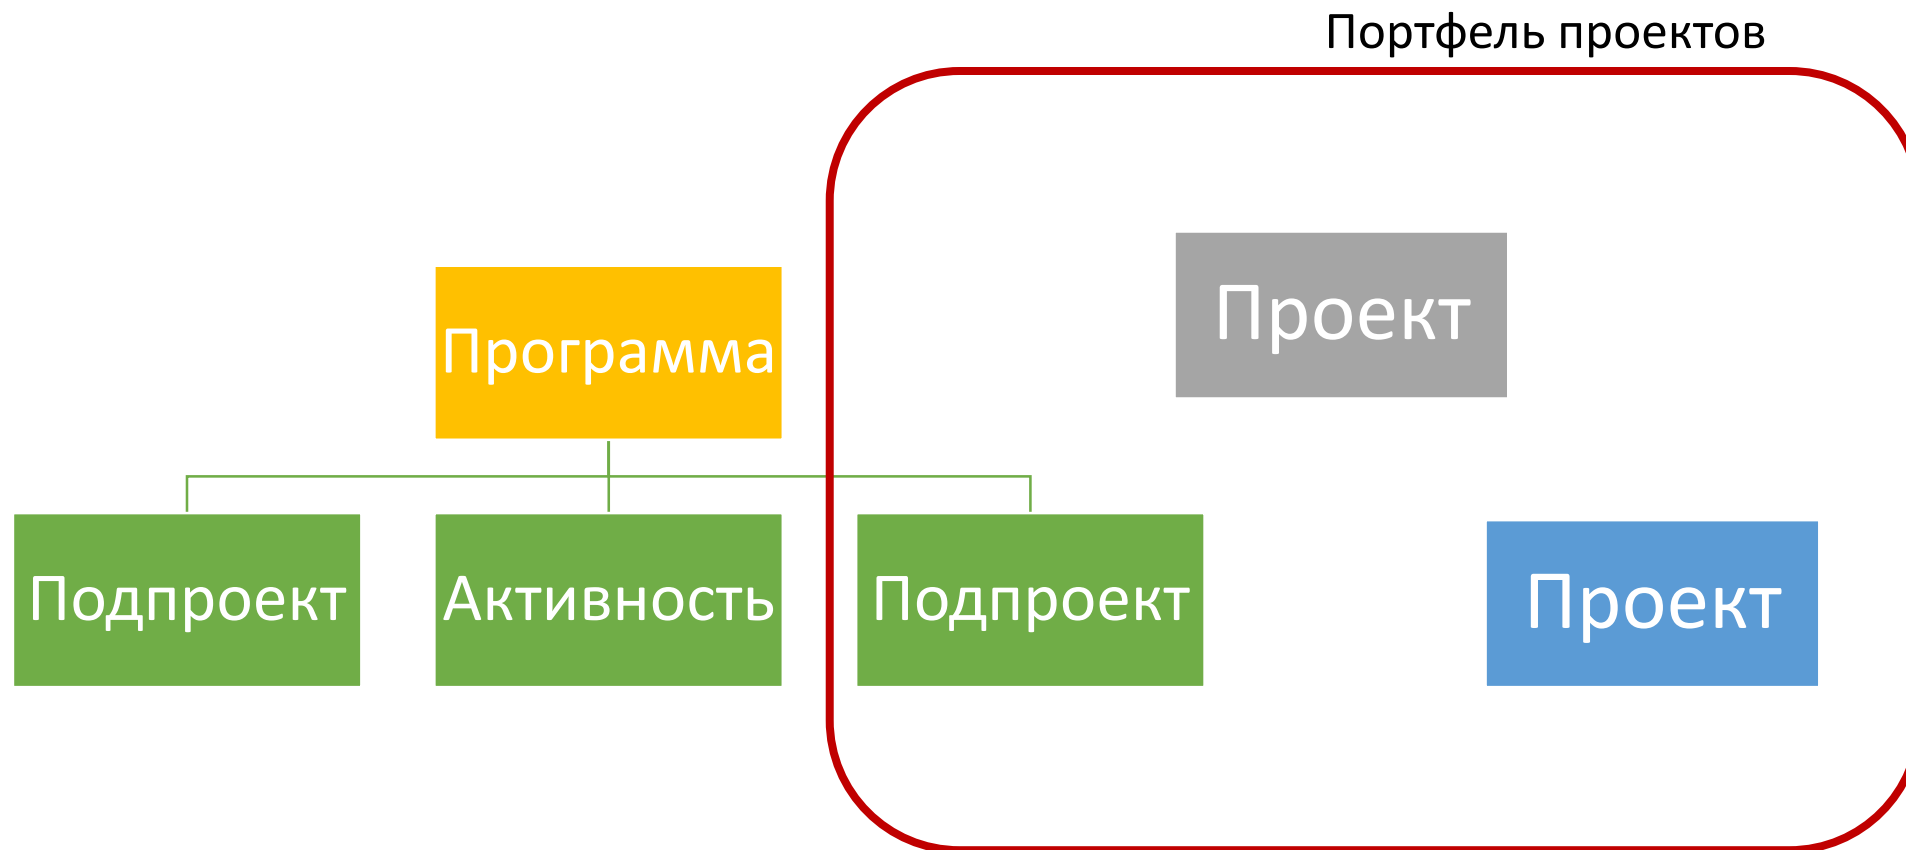 Портфель проектов
Проект
Программа
Подпроект
Активность
Подпроект
Проект